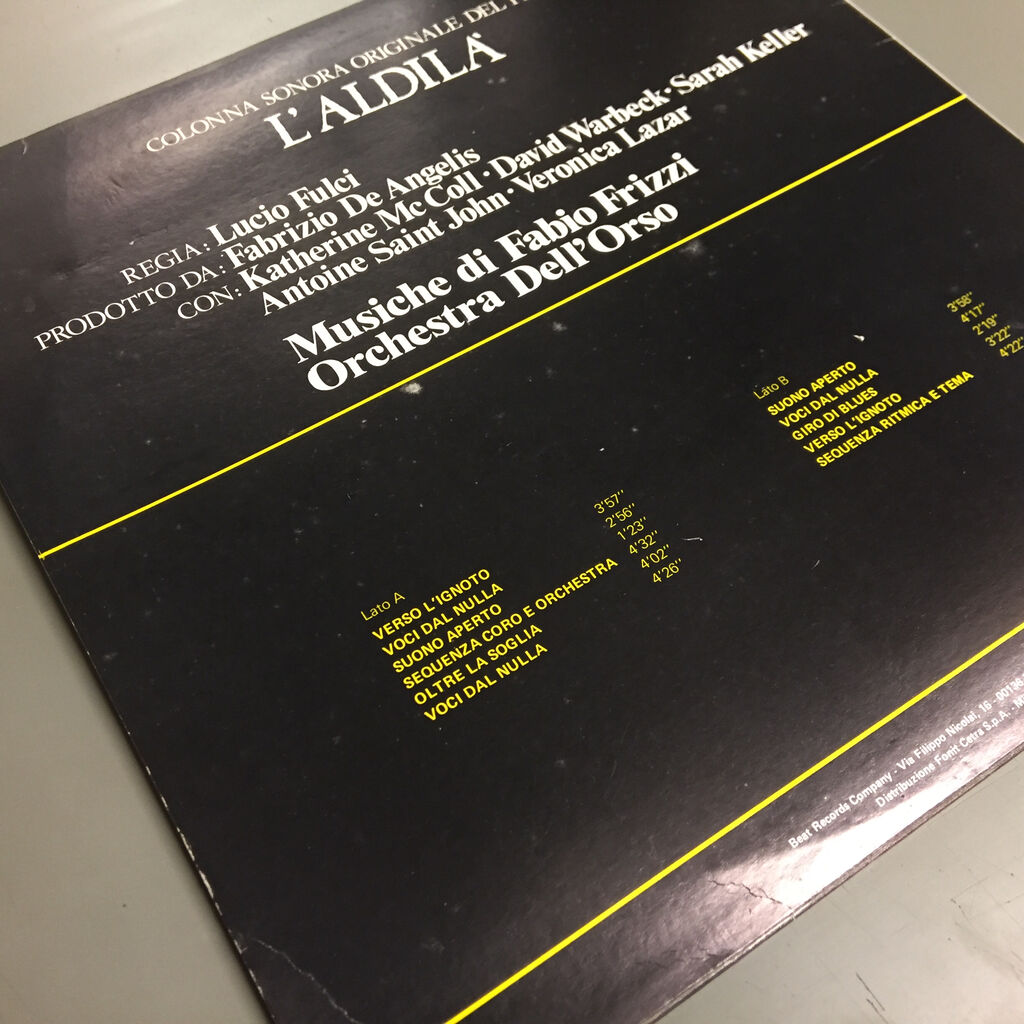 COLONNA SONORA ORIGINALE DEL
L'ALDILÀ
REGIA: Lucio Fulci
PRODOTTO DA: Fabrizio De Angelis
CON: Katherine Mc Coll · David Warbeck · Sarah Keller
Antoine Saint John · Veronica Lazar
Musiche di Fabio Frizzi
Orchestra Dell'Orso
Lato A
VERSO L'IGNOTO 3'57"
VOCI DAL NULLA 2'56"
SUONO APERTO 1'23"
SEQUENZA CORO E ORCHESTRA 4'32"
OLTRE LA SOGLIA 4'02"
VOCI DAL NULLA 4'26"
Lato B
SUONO APERTO 3'58"
VOCI DAL NULLA 4'17"
GIRO DI BLUES 2'19"
VERSO L'IGNOTO 3'22"
SEQUENZA RITMICA E TEMA 4'22"
Best Records Company - Via Filippo Nicolai, 16 - 00136
Distribuzione Fonit Cetra S.p.A. -